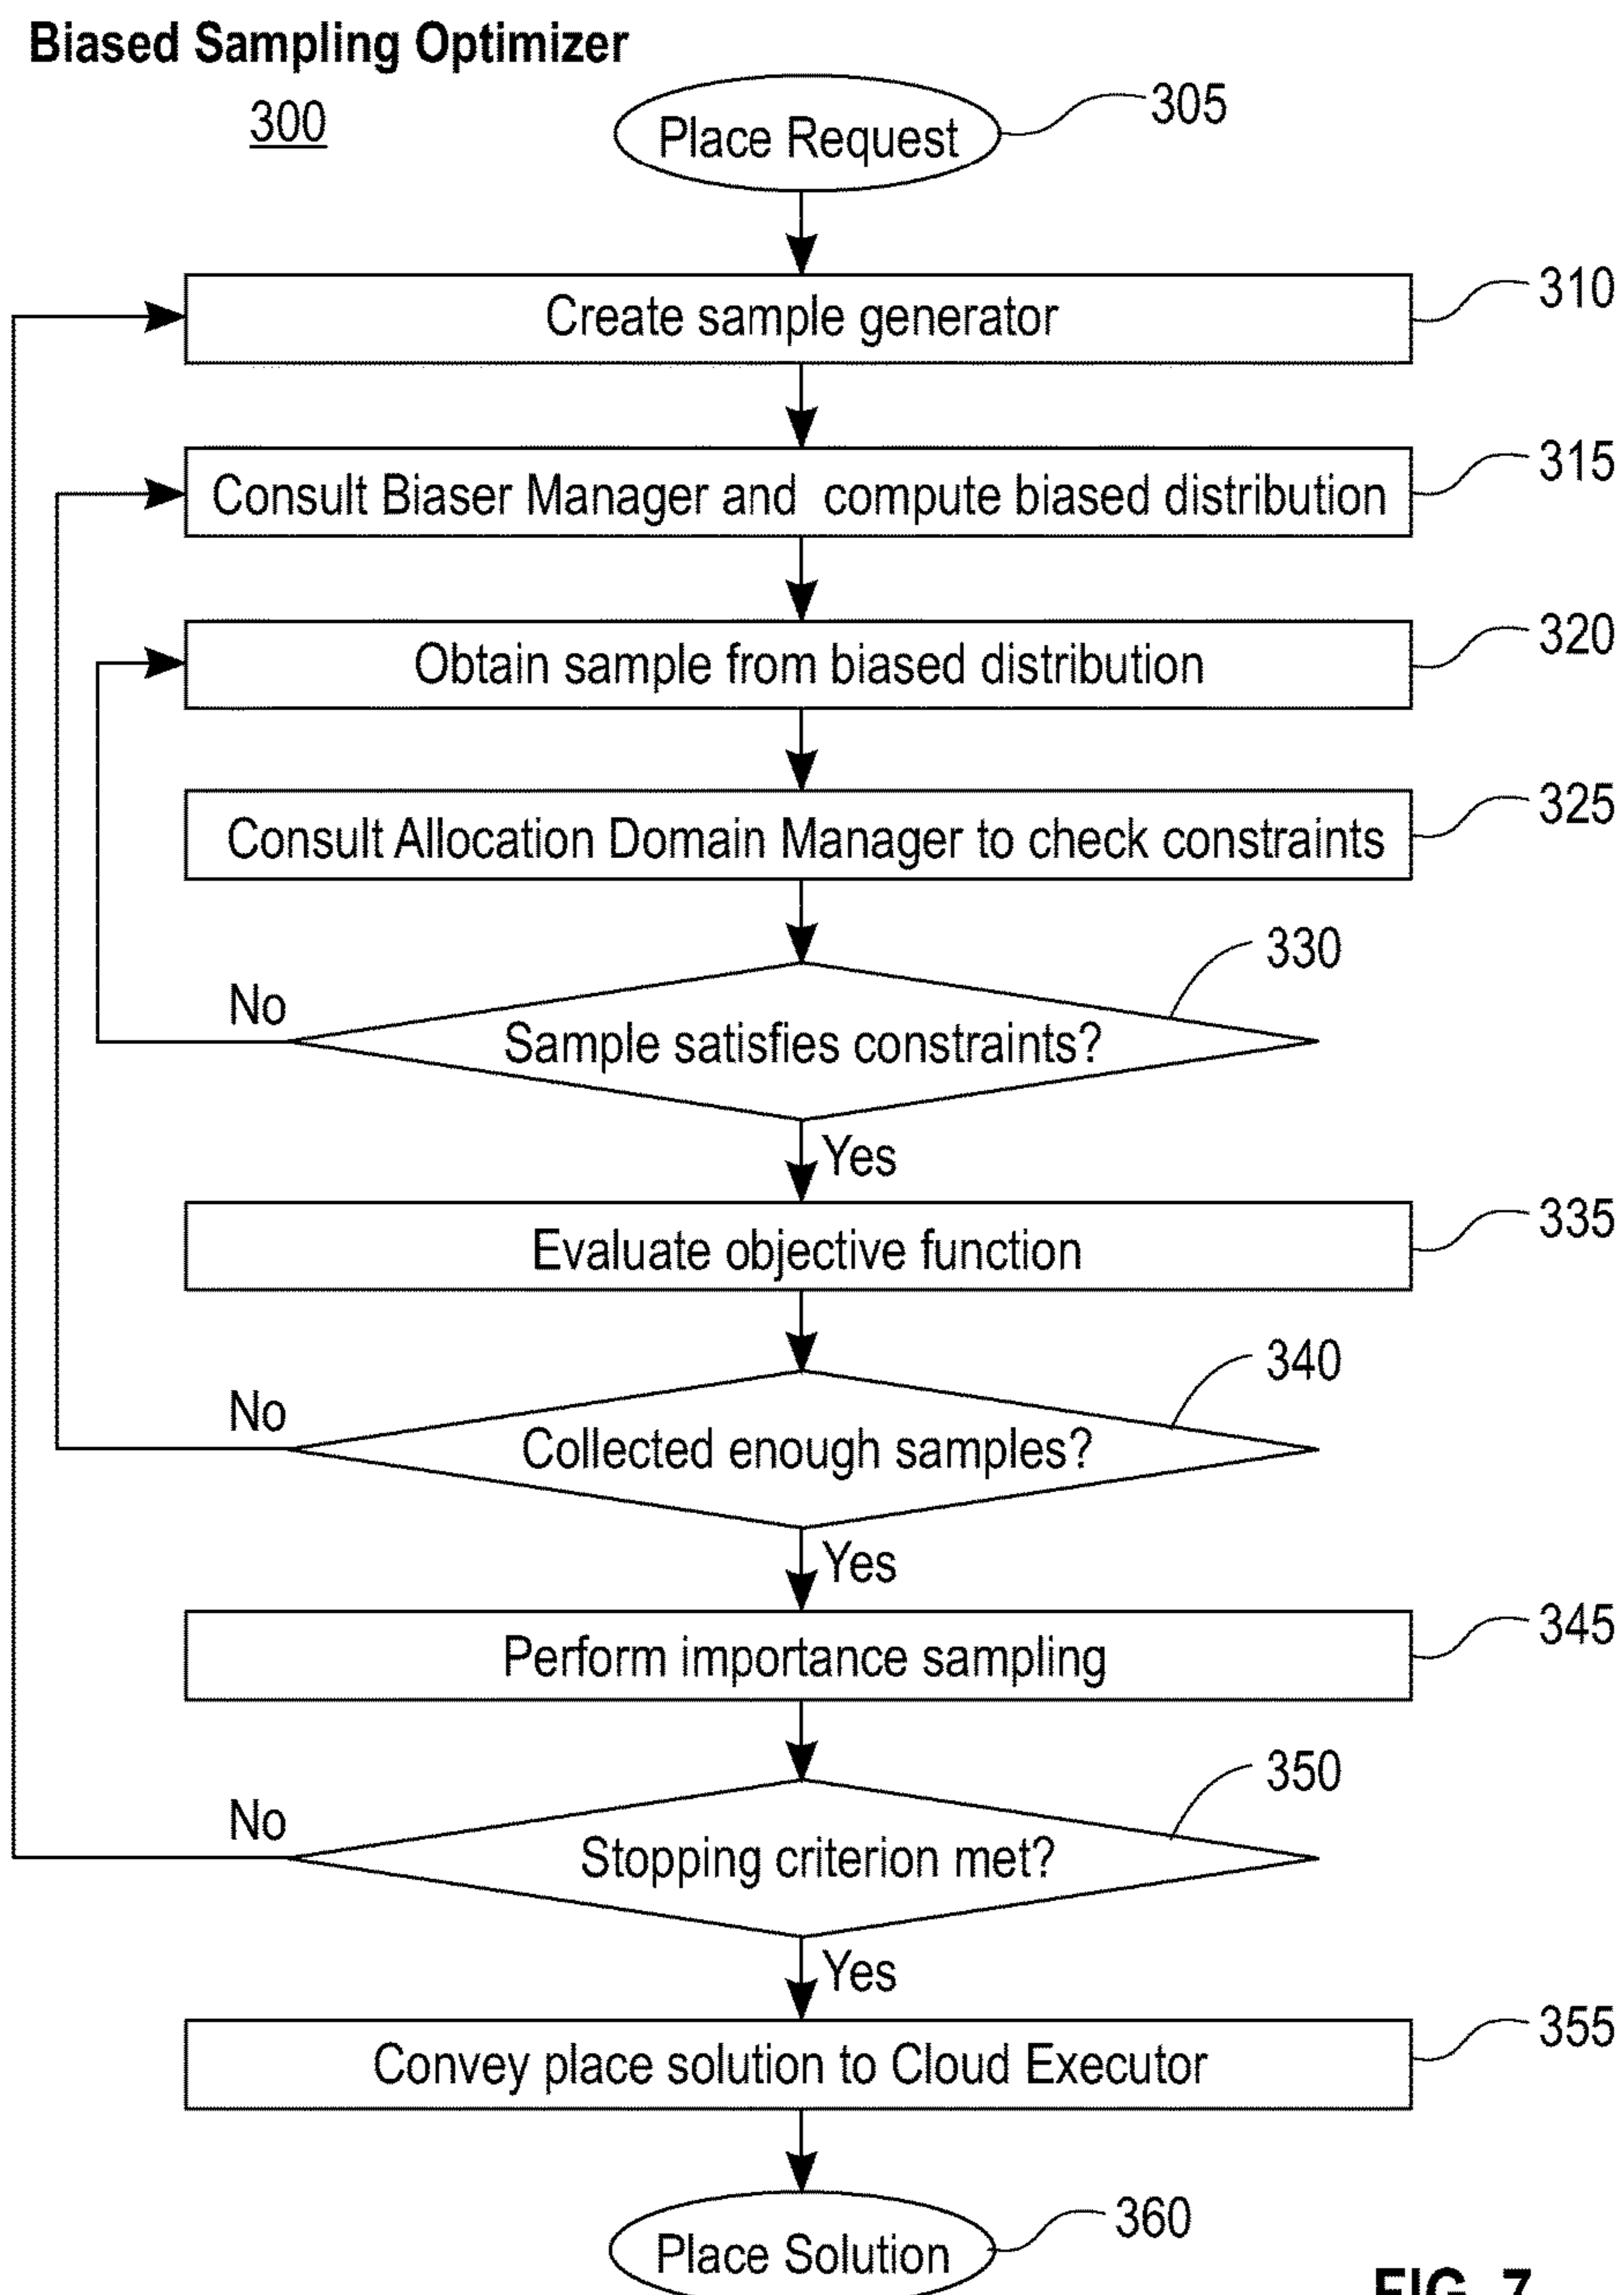 Biased Sampling Optimizer
300
Place Request
305
Create sample generator
310
Consult Biaser Manager and compute biased distribution
315
Obtain sample from biased distribution
320
Consult Allocation Domain Manager to check constraints
325
330
No
Sample satisfies constraints?
Yes
Evaluate objective function
335
340
No
Collected enough samples?
Yes
Perform importance sampling
345
350
No
Stopping criterion met?
Yes
Convey place solution to Cloud Executor
355
Place Solution
360
FIG. 7